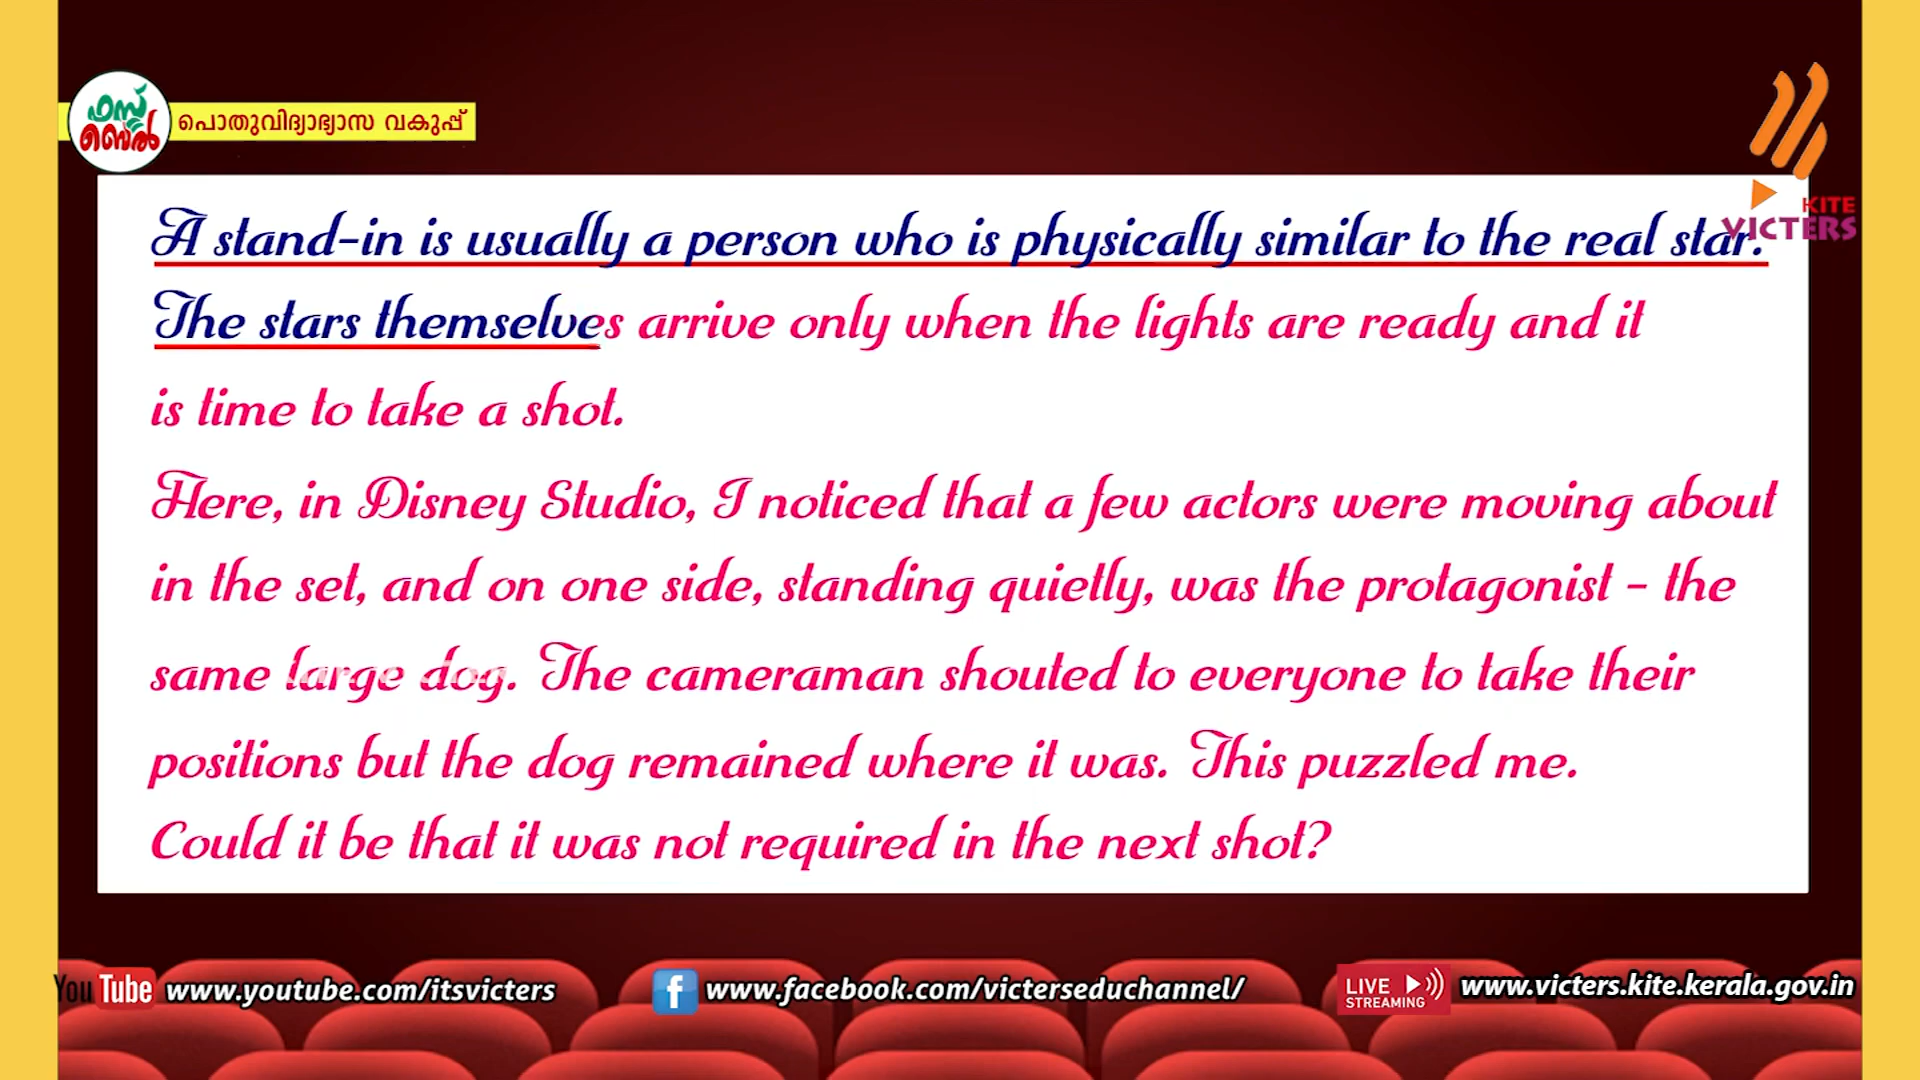 ഫസ്റ്റ്
ബെൽ
പൊതുവിദ്യാഭ്യാസ വകുപ്പ്
KITE
VICTERS
A stand-in is usually a person who is physically similar to the real star.
The stars themselves arrive only when the lights are ready and it
is time to take a shot.
Here, in Disney Studio, I noticed that a few actors were moving about
in the set, and on one side, standing quietly, was the protagonist - the
same large dog. The cameraman shouted to everyone to take their
positions but the dog remained where it was. This puzzled me.
Could it be that it was not required in the next shot?
YouTube www.youtube.com/itsvicters
f www.facebook.com/victerseduchannel/
LIVE STREAMING www.victers.kite.kerala.gov.in